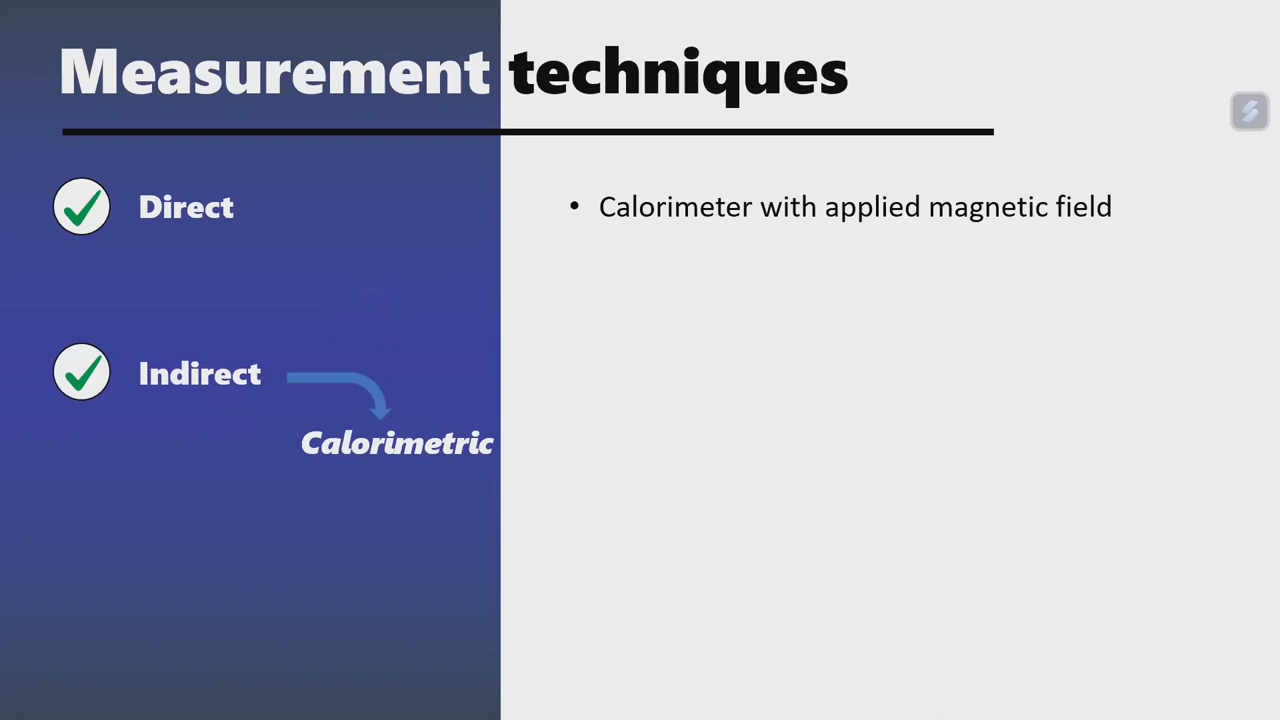 Measurement techniques
Direct
• Calorimeter with applied magnetic field
Indirect
Calorimetric